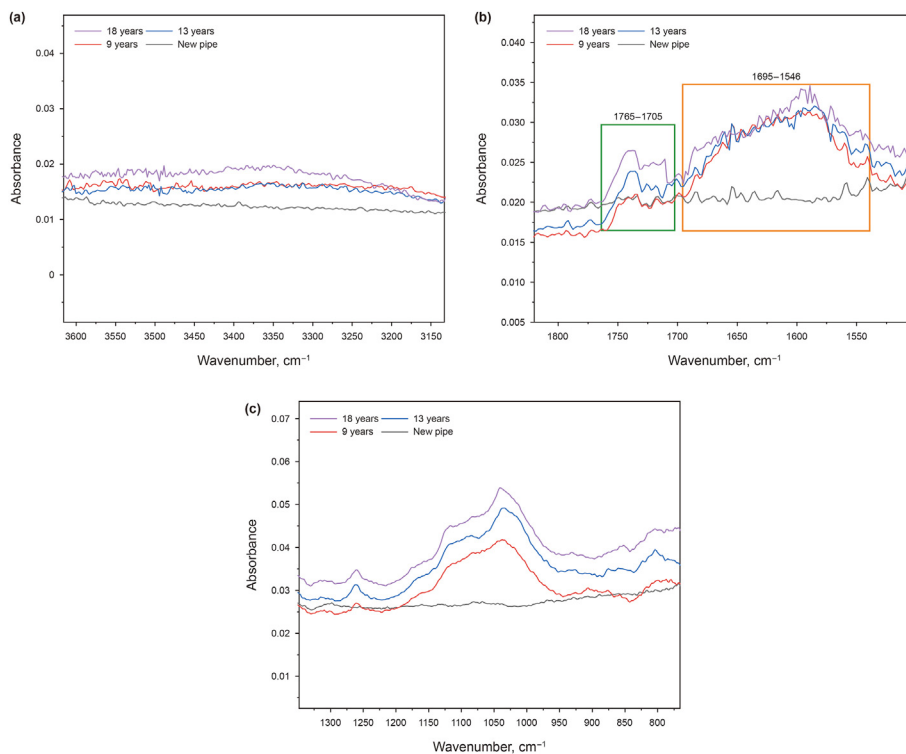 (a)
18 years 13 years
9 years New pipe
0.04
0.03
0.02
0.01
0
Absorbance
3600 3550 3500 3450 3400 3350 3300 3250 3200 3150
Wavenumber, cm⁻¹
(b)
18 years 13 years
9 years New pipe
1765–1705
1695–1546
0.040
0.035
0.030
0.025
0.020
0.015
0.010
0.005
Absorbance
1800 1750 1700 1650 1600 1550
Wavenumber, cm⁻¹
(c)
18 years 13 years
9 years New pipe
0.07
0.06
0.05
0.04
0.03
0.02
0.01
Absorbance
1300 1250 1200 1150 1100 1050 1000 950 900 850 800
Wavenumber, cm⁻¹